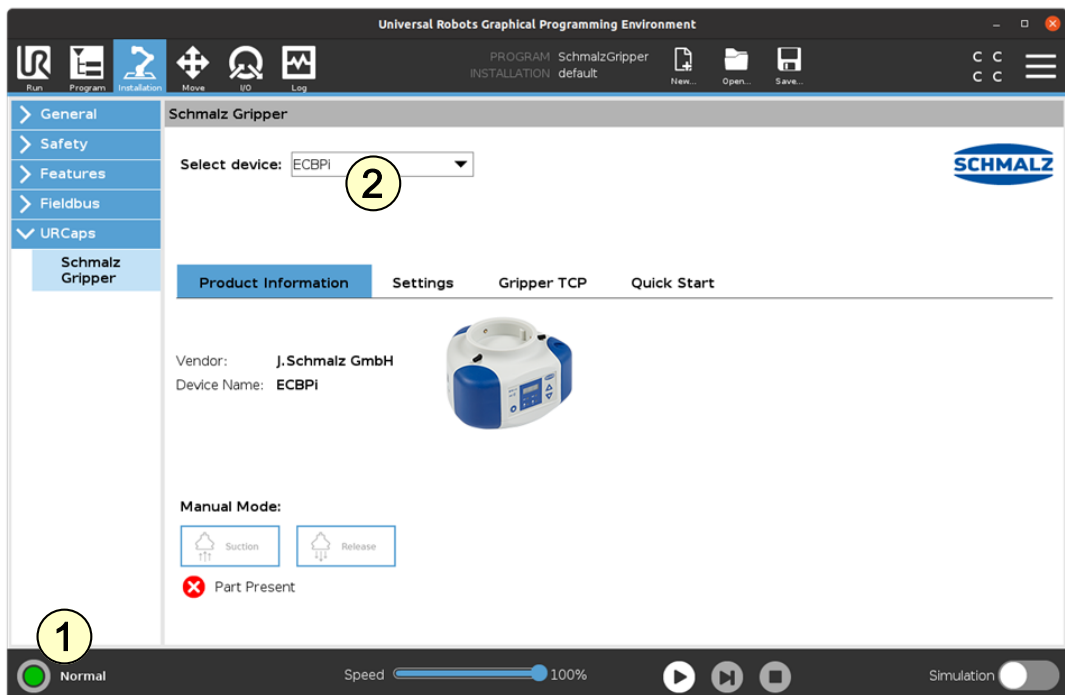 Universal Robots Graphical Programming Environment
Run
Program
Installation
Move
I/O
Log
PROGRAM SchmalzGripper
INSTALLATION default
New...
Open...
Save...
C C
C C
General
Safety
Features
Fieldbus
URCaps
Schmalz
Gripper
Schmalz Gripper
Select device: ECBPi
2
SCHMALZ
Product Information Settings Gripper TCP Quick Start
Vendor: J.Schmalz GmbH
Device Name: ECBPi
Manual Mode:
Suction
Release
Part Present
1
Normal
Speed 100%
Simulation